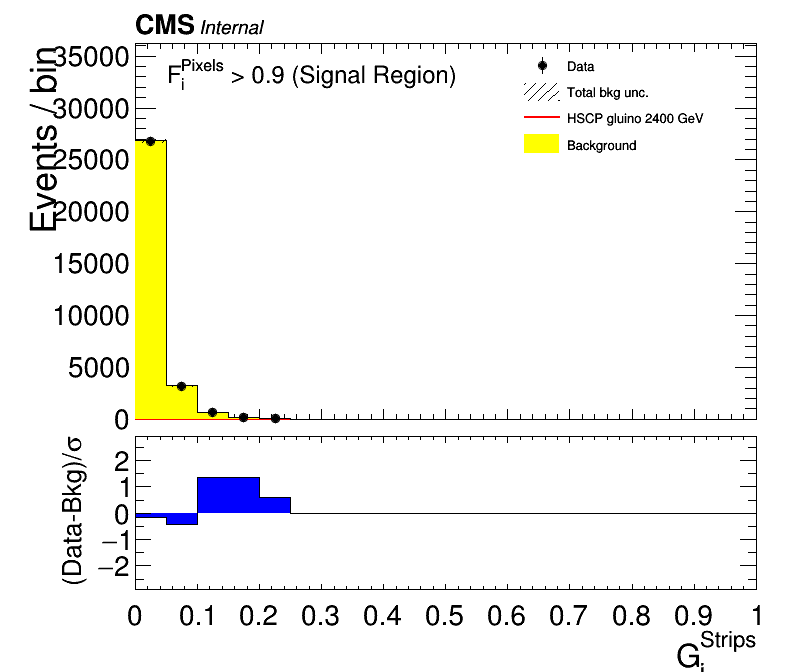 CMS Internal
Events / bin
35000
30000
25000
20000
15000
10000
5000
0
F_i^Pixels > 0.9 (Signal Region)
Data
Total bkg unc.
HSCP gluino 2400 GeV
Background
(Data-Bkg)/σ
2
1
0
−1
−2
0 0.1 0.2 0.3 0.4 0.5 0.6 0.7 0.8 0.9 1
G_i^Strips